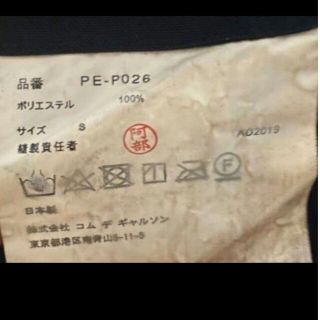 品番 PE-P026
ポリエステル 100%
サイズ S
縫製責任者 阿部
AD2019
日本製
株式会社 コム デ ギャルソン
東京都港区南青山5-11-5